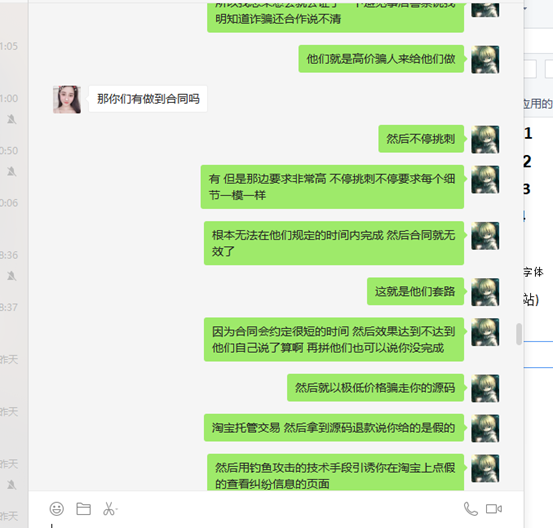 明知道诈骗还合作说不清
1:05
他们就是高价骗人来给他们做
1:00
那你们有做到合同吗
应用的
然后不停挑刺
1
0:50
有 但是那边要求非常高 不停挑刺不停要求每个细
节一模一样
2
3
0:06
根本无法在他们规定的时间内完成 然后合同就无
效了
8:36
这就是他们套路
字体
站)
8:37
因为合同会约定很短的时间 然后效果达到不达到
他们自己说了算啊 再拼他们也可以说你没完成
昨天
然后就以极低价格骗走你的源码
昨天
淘宝托管交易 然后拿到源码退款说你给的是假的
昨天
然后用钓鱼攻击的技术手段引诱你在淘宝上点假
的查看纠纷信息的页面
昨天